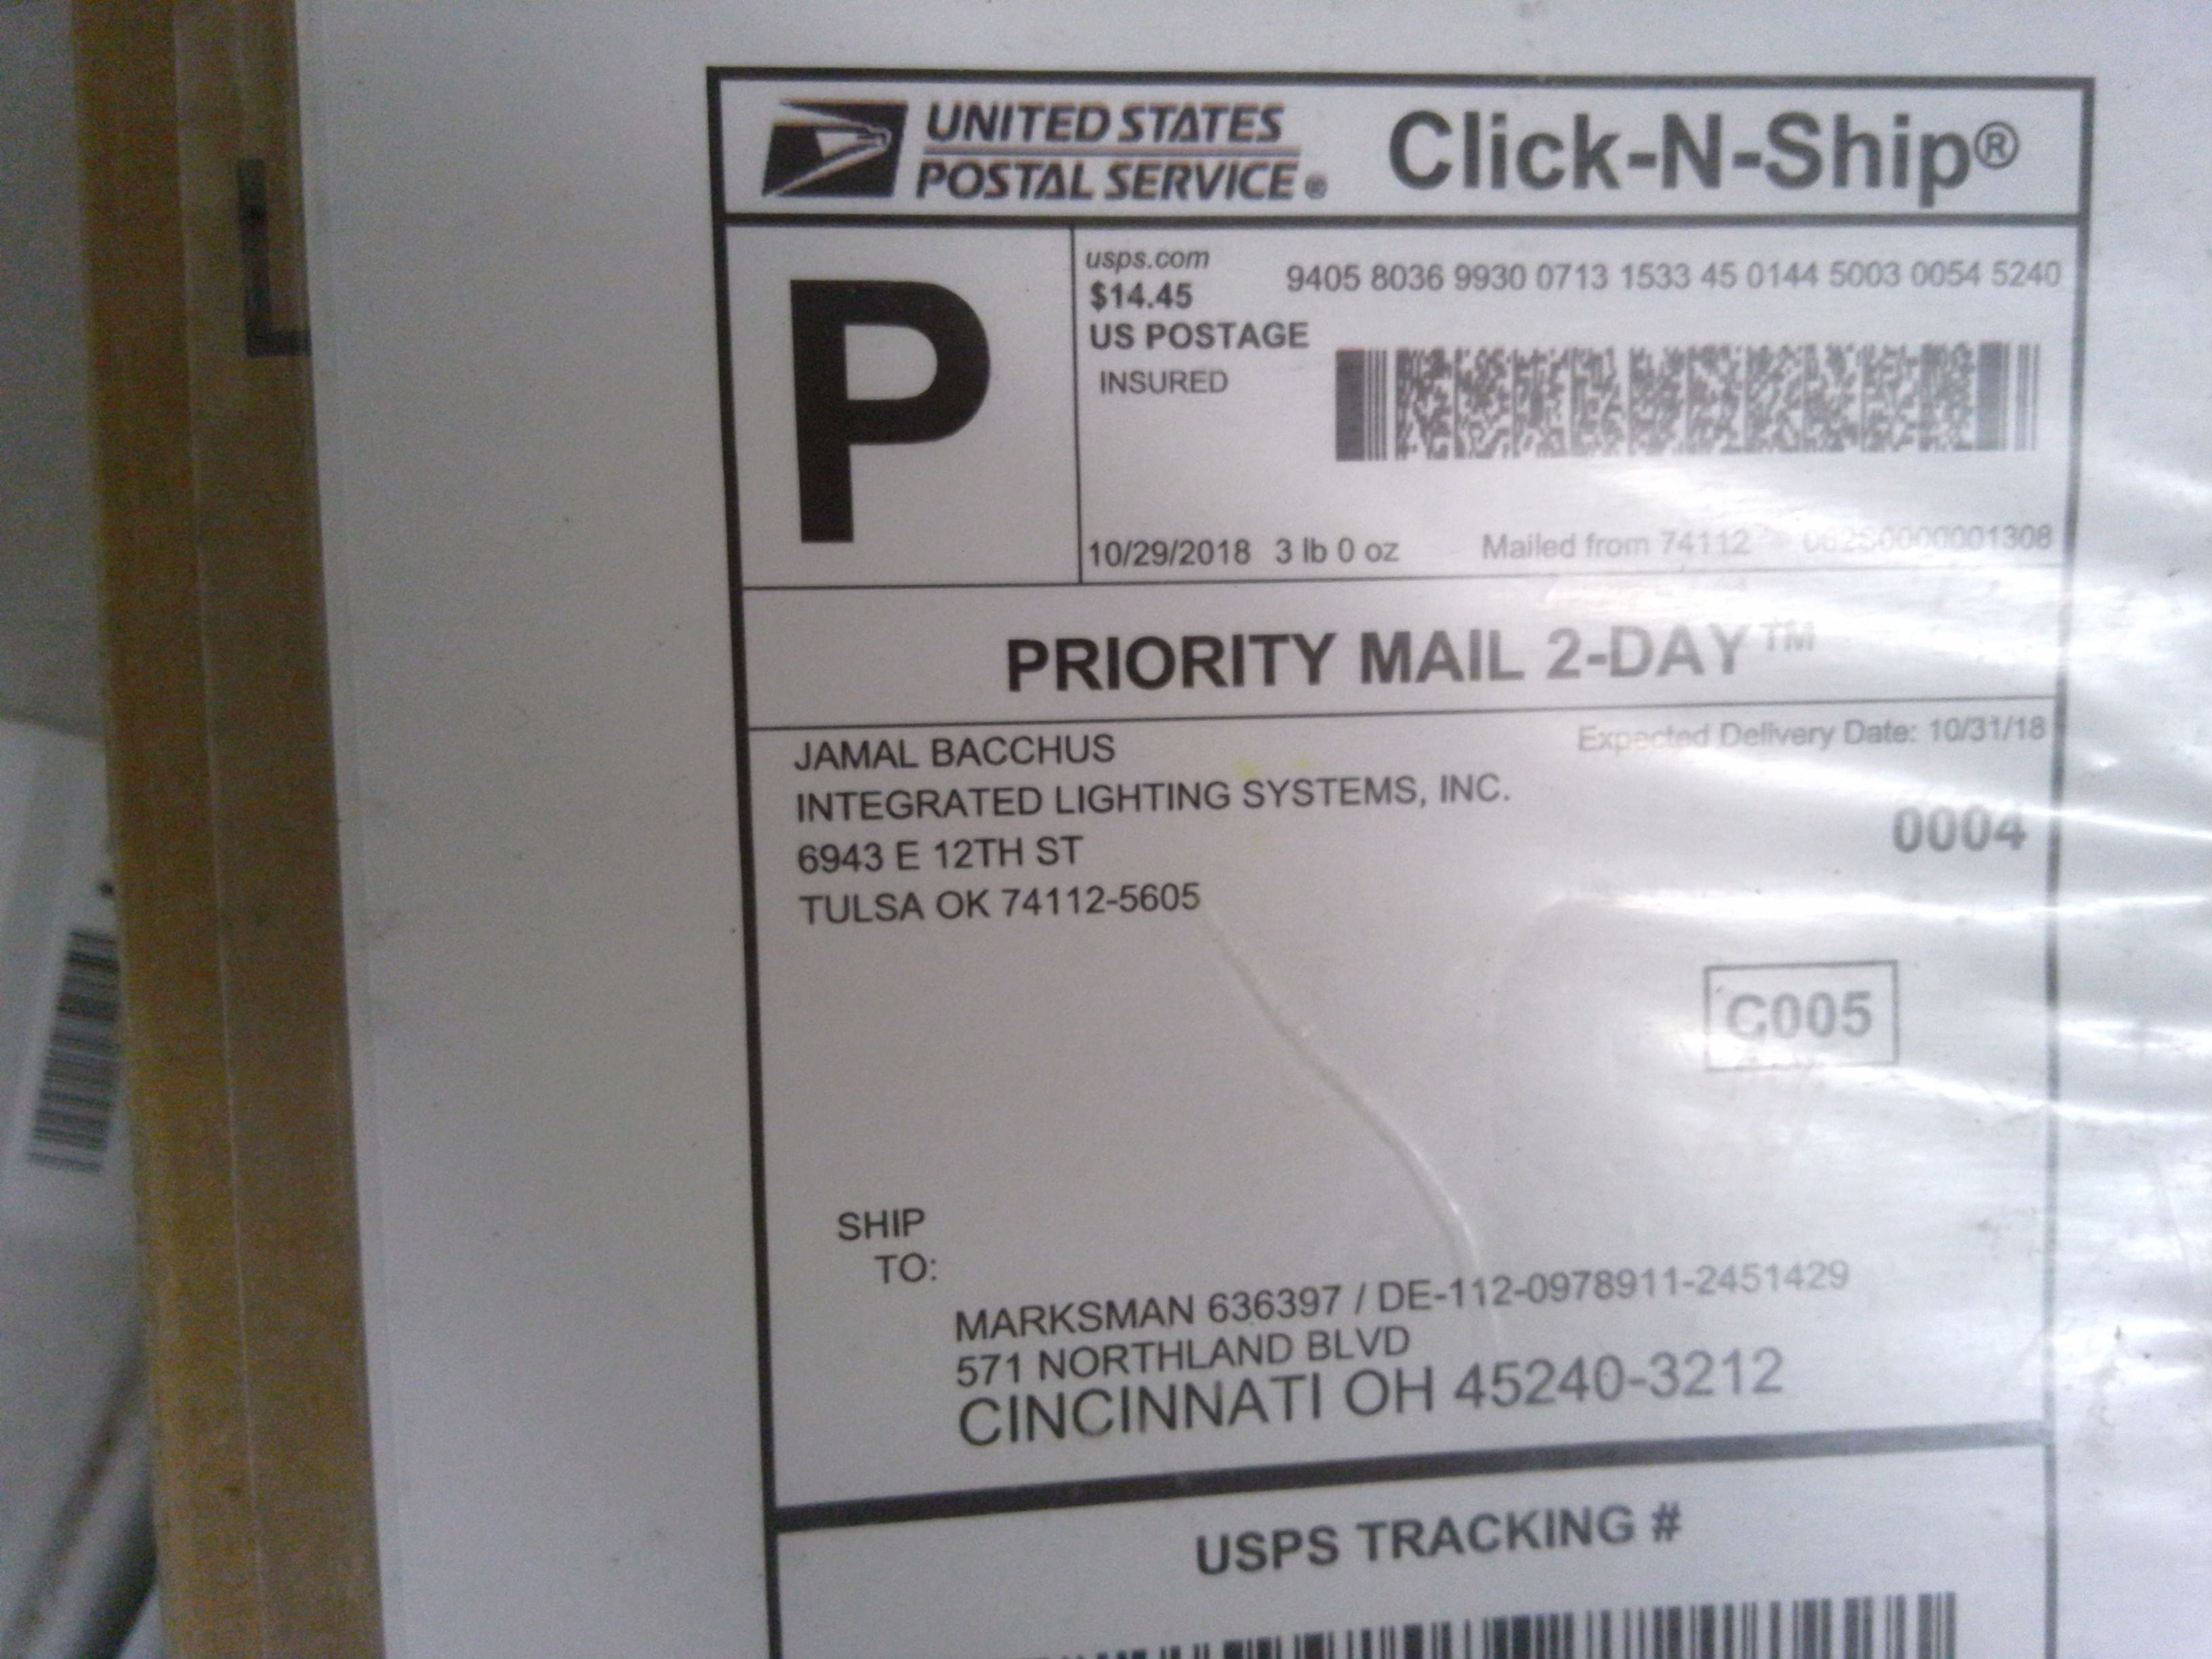 UNITED STATES
POSTAL SERVICE®
Click-N-Ship®
P
usps.com
$14.45
US POSTAGE
INSURED
9405 8036 9930 0713 1533 45 0144 5003 0054 5240
10/29/2018 3 lb 0 oz
Mailed from 74112 062S0000001308
PRIORITY MAIL 2-DAY™
Expected Delivery Date: 10/31/18
JAMAL BACCHUS
INTEGRATED LIGHTING SYSTEMS, INC.
6943 E 12TH ST
TULSA OK 74112-5605
0004
C005
SHIP
TO:
MARKSMAN 636397 / DE-112-0978911-2451429
571 NORTHLAND BLVD
CINCINNATI OH 45240-3212
USPS TRACKING #